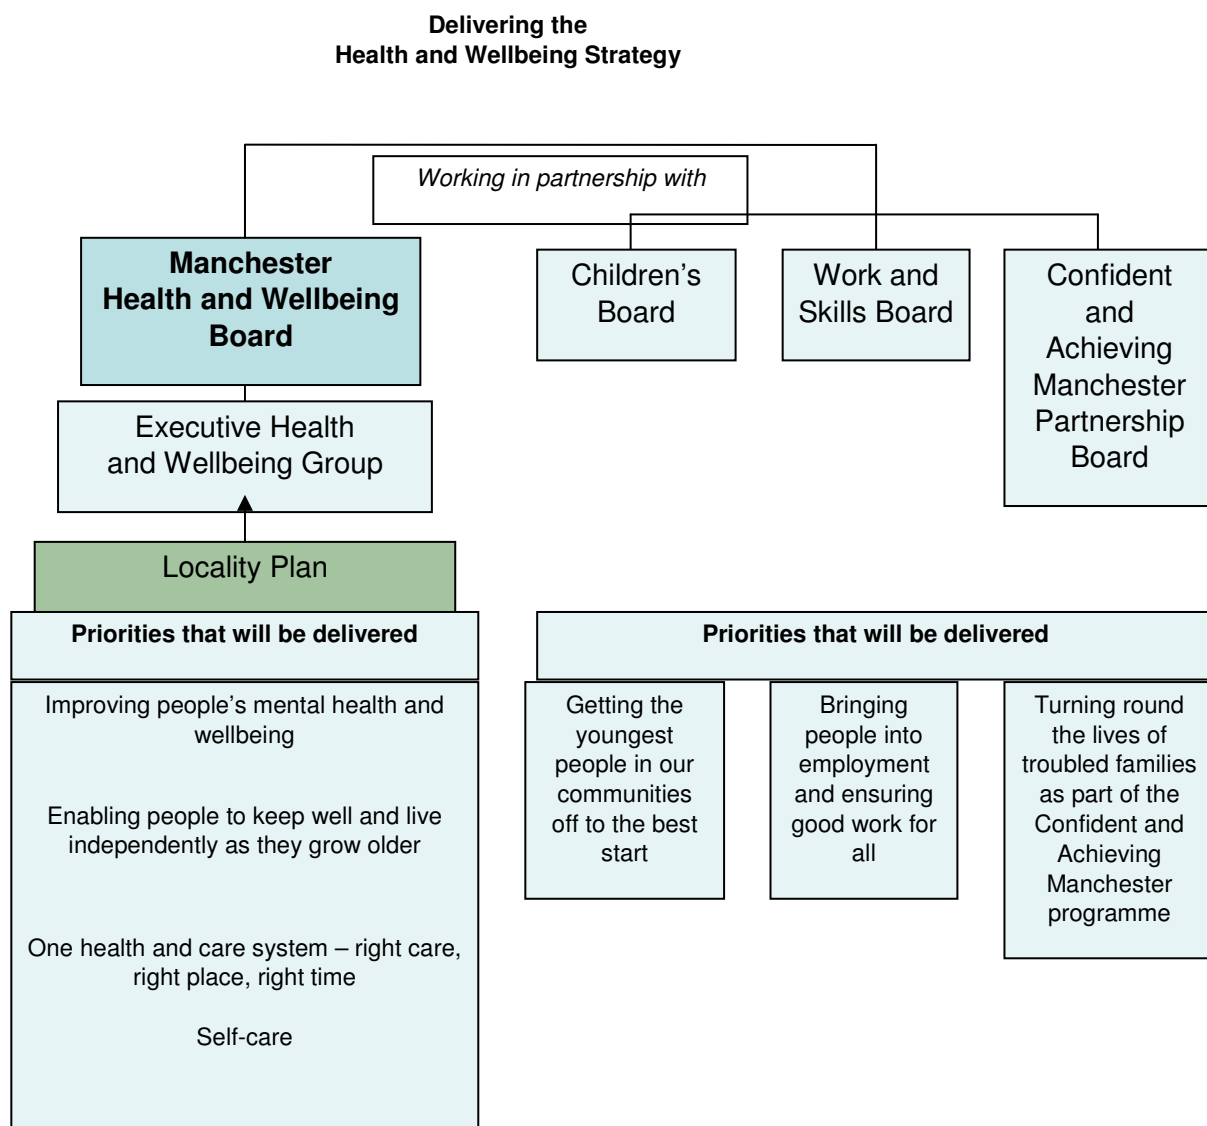 Delivering the
Health and Wellbeing Strategy
Working in partnership with
Manchester
Health and Wellbeing
Board
Children’s
Board
Work and
Skills Board
Confident
and
Achieving
Manchester
Partnership
Board
Executive Health
and Wellbeing Group
Locality Plan
Priorities that will be delivered
Improving people’s mental health and
wellbeing
Enabling people to keep well and live
independently as they grow older
One health and care system – right care,
right place, right time
Self-care
Priorities that will be delivered
Getting the
youngest
people in our
communities
off to the best
start
Bringing
people into
employment
and ensuring
good work for
all
Turning round
the lives of
troubled families
as part of the
Confident and
Achieving
Manchester
programme